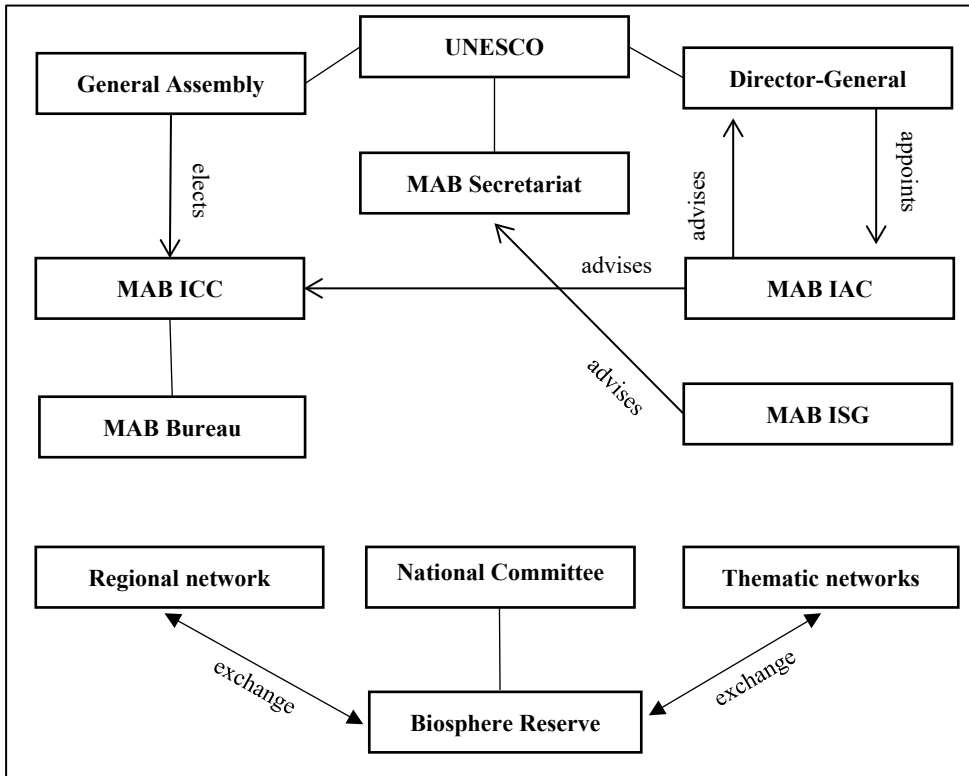 UNESCO
General Assembly
Director-General
MAB Secretariat
elects
advises
appoints
advises
MAB ICC
MAB IAC
advises
MAB Bureau
MAB ISG
Regional network
National Committee
Thematic networks
exchange
exchange
Biosphere Reserve